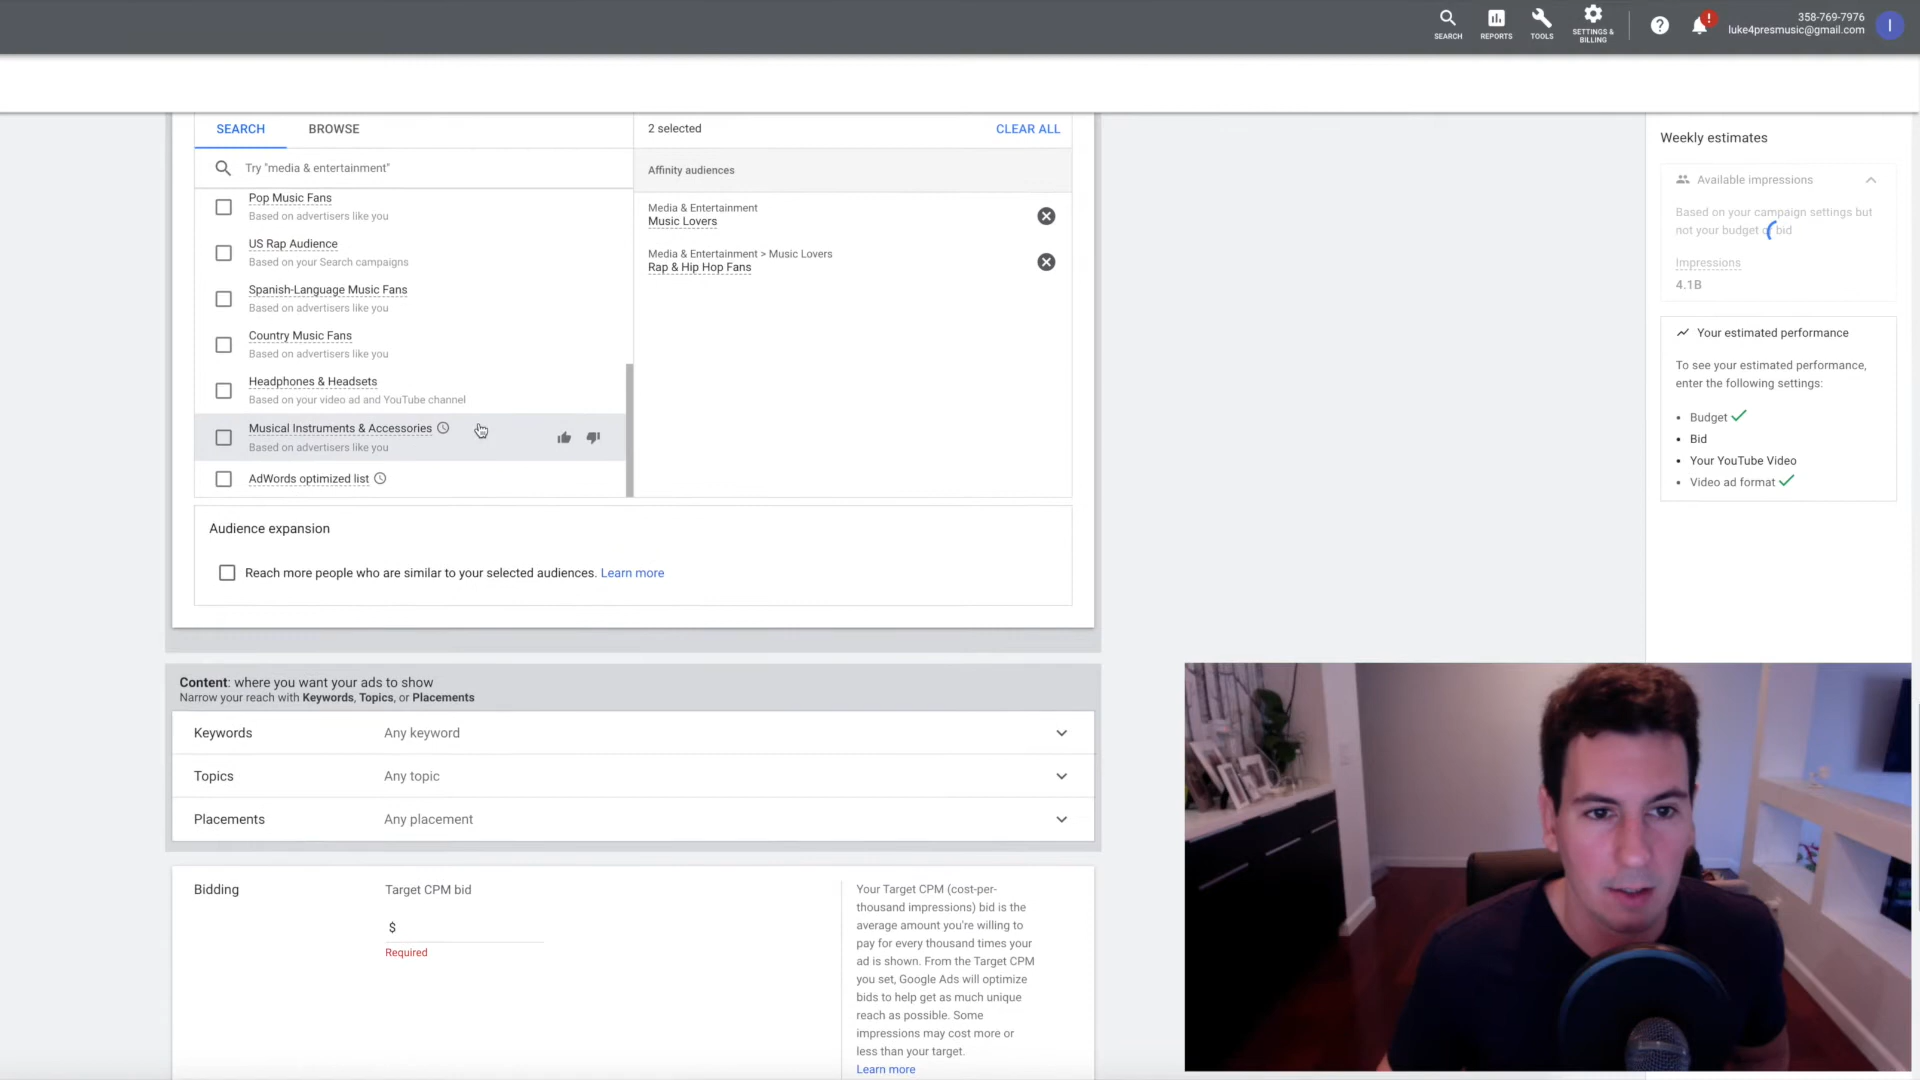 SEARCH
REPORTS
TOOLS
SETTINGS &
BILLING
358-769-7976
luke4presmusic@gmail.com
I
SEARCH
BROWSE
2 selected
CLEAR ALL
Try "media & entertainment"
Affinity audiences
Pop Music Fans
Based on advertisers like you
US Rap Audience
Based on your Search campaigns
Spanish-Language Music Fans
Based on advertisers like you
Country Music Fans
Based on advertisers like you
Headphones & Headsets
Based on your video ad and YouTube channel
Musical Instruments & Accessories
Based on advertisers like you
AdWords optimized list
Media & Entertainment
Music Lovers
Media & Entertainment > Music Lovers
Rap & Hip Hop Fans
Audience expansion
Reach more people who are similar to your selected audiences. Learn more
Content: where you want your ads to show
Narrow your reach with Keywords, Topics, or Placements
Keywords
Any keyword
Topics
Any topic
Placements
Any placement
Bidding
Target CPM bid
$
Required
Your Target CPM (cost-per-
thousand impressions) bid is the
average amount you're willing to
pay for every thousand times your
ad is shown. From the Target CPM
you set, Google Ads will optimize
bids to help get as much unique
reach as possible. Some
impressions may cost more or
less than your target.
Learn more
Weekly estimates
Available impressions
Based on your campaign settings but
not your budget or bid
Impressions
4.1B
Your estimated performance
To see your estimated performance,
enter the following settings:
• Budget
• Bid
• Your YouTube Video
• Video ad format